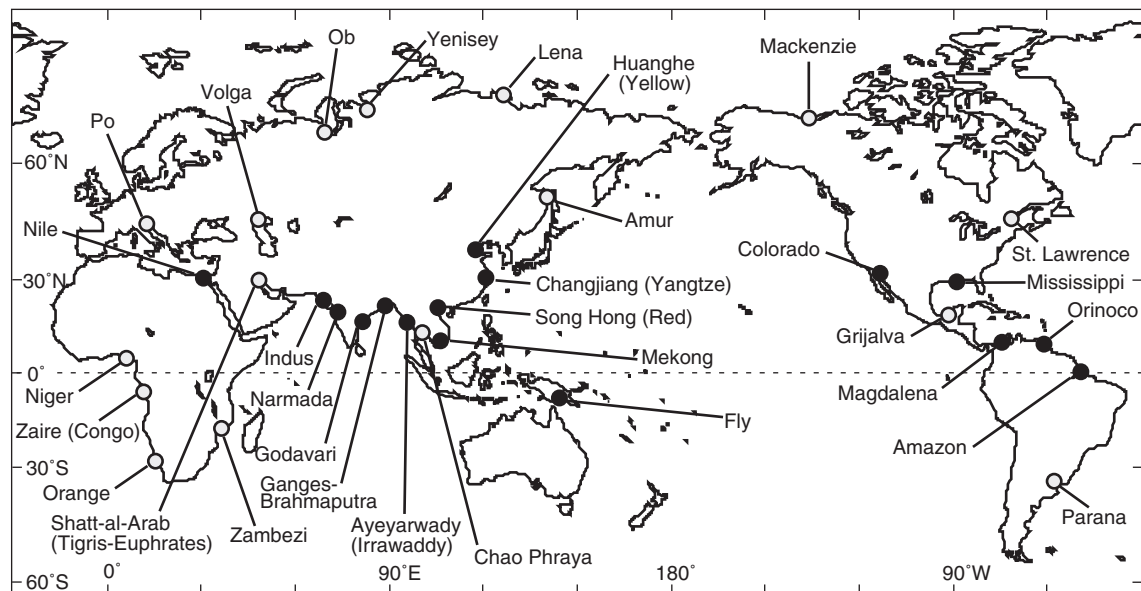 Ob
Yenisey
Lena
Mackenzie
Huanghe
(Yellow)
Volga
Po
60˚N
Amur
Nile
St. Lawrence
Colorado
30˚N
Changjiang (Yangtze)
Mississippi
Song Hong (Red)
Orinoco
Grijalva
Indus
Mekong
0˚
Niger
Narmada
Magdalena
Fly
Zaire (Congo)
Godavari
Amazon
30˚S
Orange
Ganges-
Brahmaputra
Shatt-al-Arab
(Tigris-Euphrates)
Zambezi
Ayeyarwady
(Irrawaddy)
Chao Phraya
Parana
60˚S
0˚
90˚E
180˚
90˚W